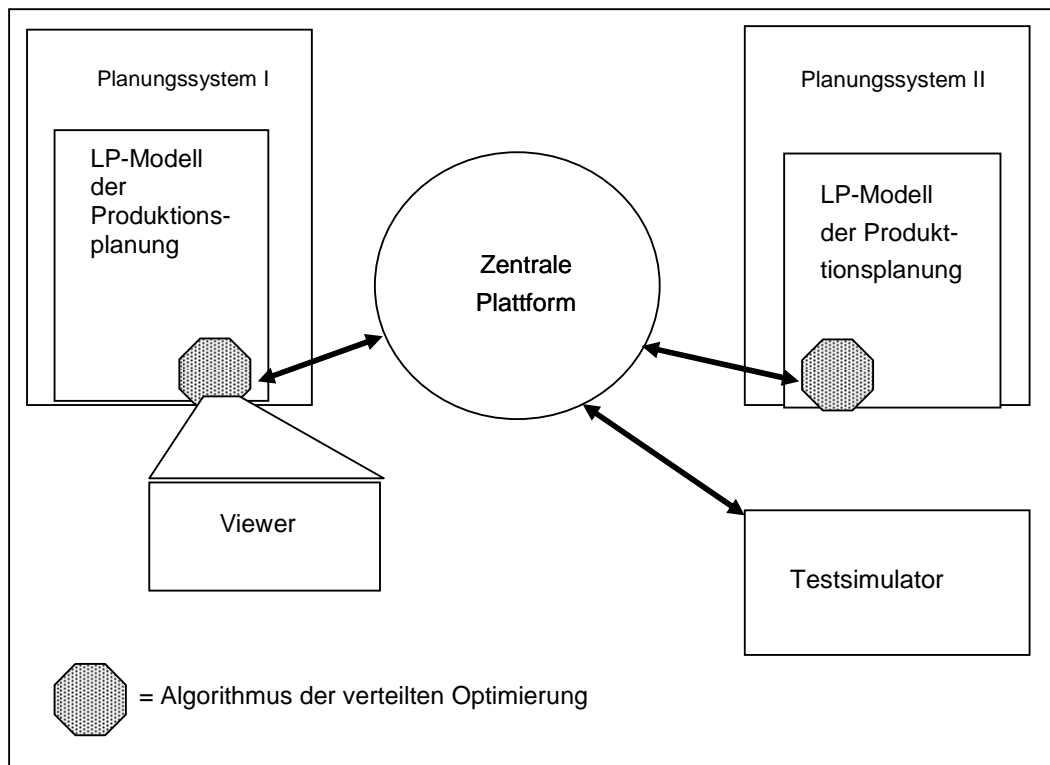 Planungssystem I
LP-Modell
der
Produktions-
planung
Zentrale
Plattform
Planungssystem II
LP-Modell
der Produkt-
tionsplanung
Viewer
Testsimulator
= Algorithmus der verteilten Optimierung